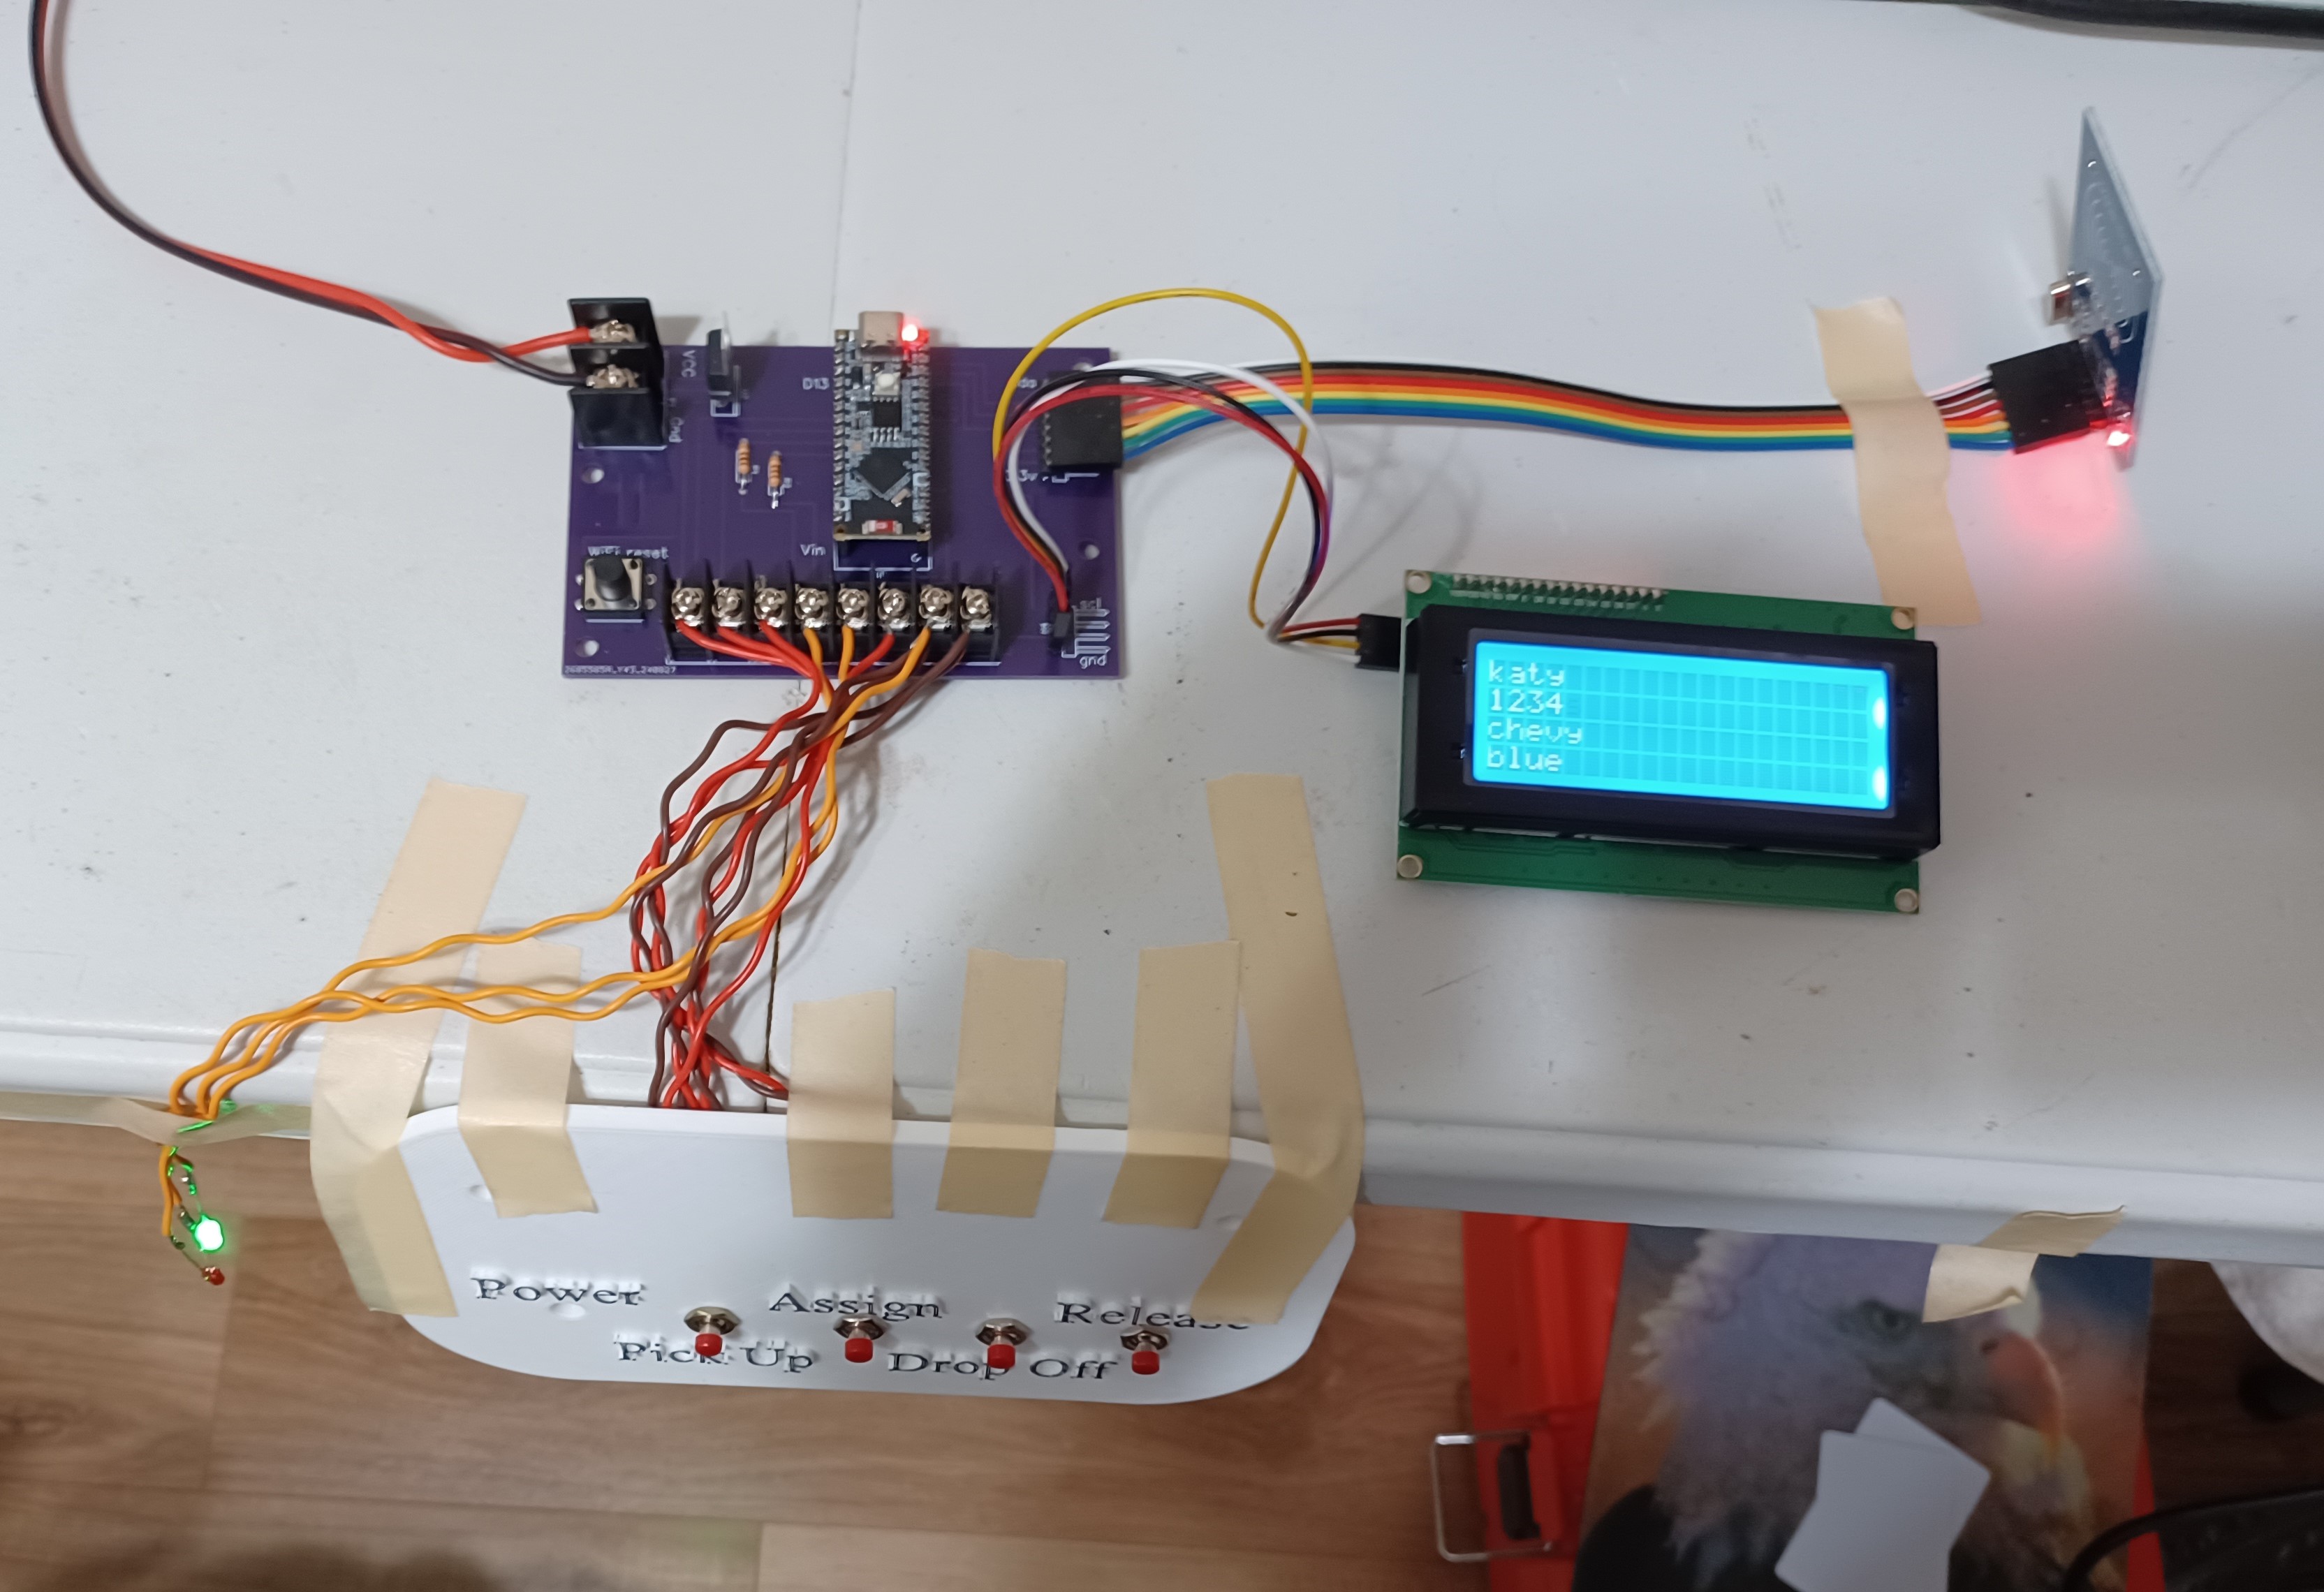 VCC
Gnd
D13
3.3v
WiFi reset
Vin
gnd
katy
1234
chevy
blue
Power
Assign
Release
Pick Up
Drop Off